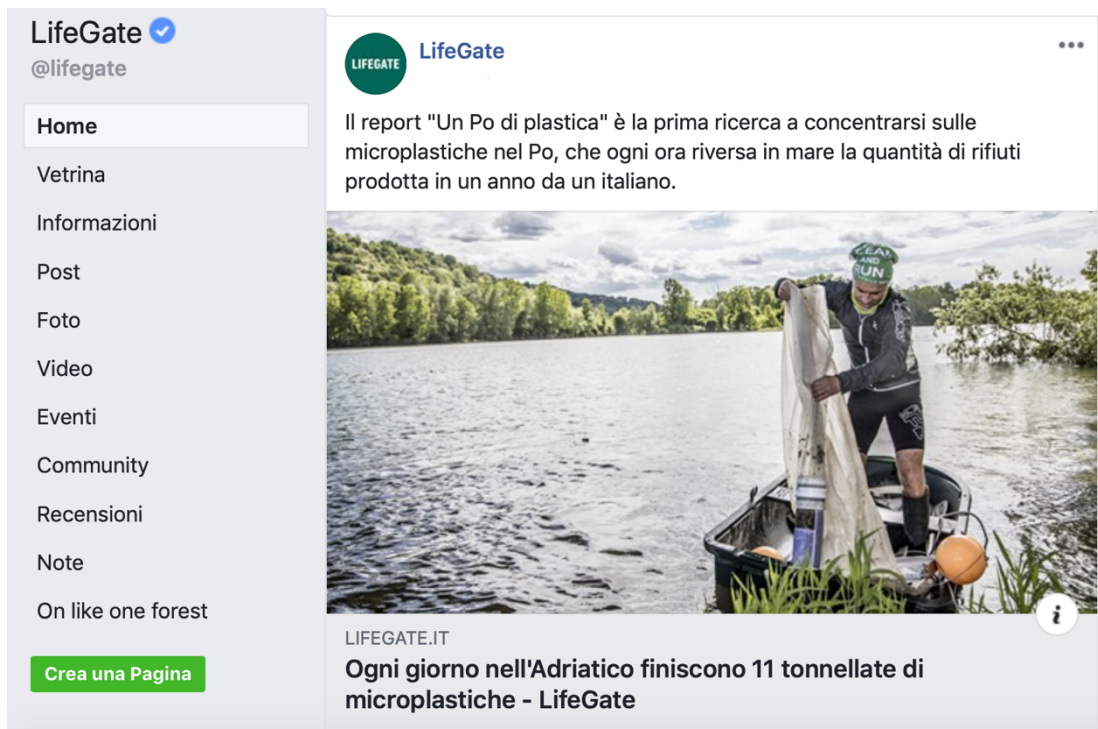 LifeGate
@lifegate
Home
Vetrina
Informazioni
Post
Foto
Video
Eventi
Community
Recensioni
Note
On like one forest
Crea una Pagina
LIFEGATE
LifeGate
Il report "Un Po di plastica" è la prima ricerca a concentrarsi sulle
microplastiche nel Po, che ogni ora riversa in mare la quantità di rifiuti
prodotta in un anno da un italiano.
AND
RUN
i
LIFEGATE.IT
Ogni giorno nell'Adriatico finiscono 11 tonnellate di
microplastiche - LifeGate